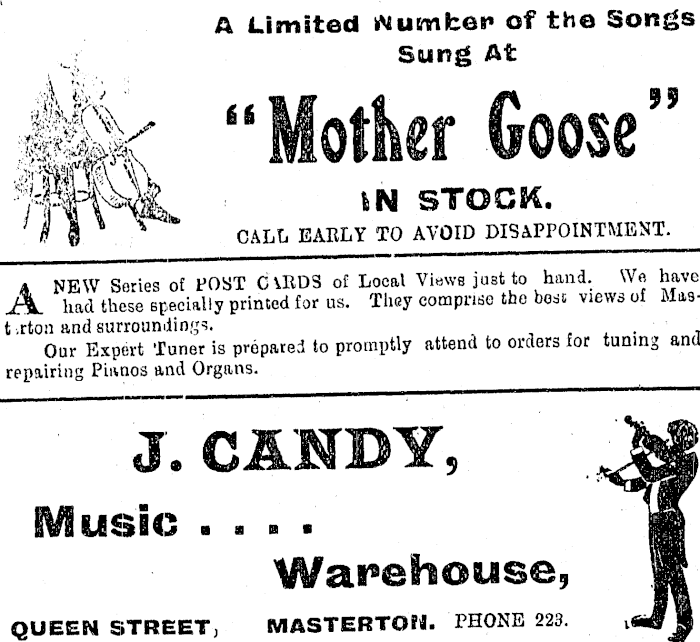 A Limited Number of the Songs
Sung At
“Mother Goose”
IN STOCK.
CALL EARLY TO AVOID DISAPPOINTMENT.
A NEW Series of POST CARDS of Local Views just to hand. We have
had these specially printed for us. They comprise the best views of Mas-
terton and surroundings.
Our Expert Tuner is prepared to promptly attend to orders for tuning and
repairing Pianos and Organs.
J. CANDY,
Music ....
Warehouse,
QUEEN STREET, MASTERTON. PHONE 223.